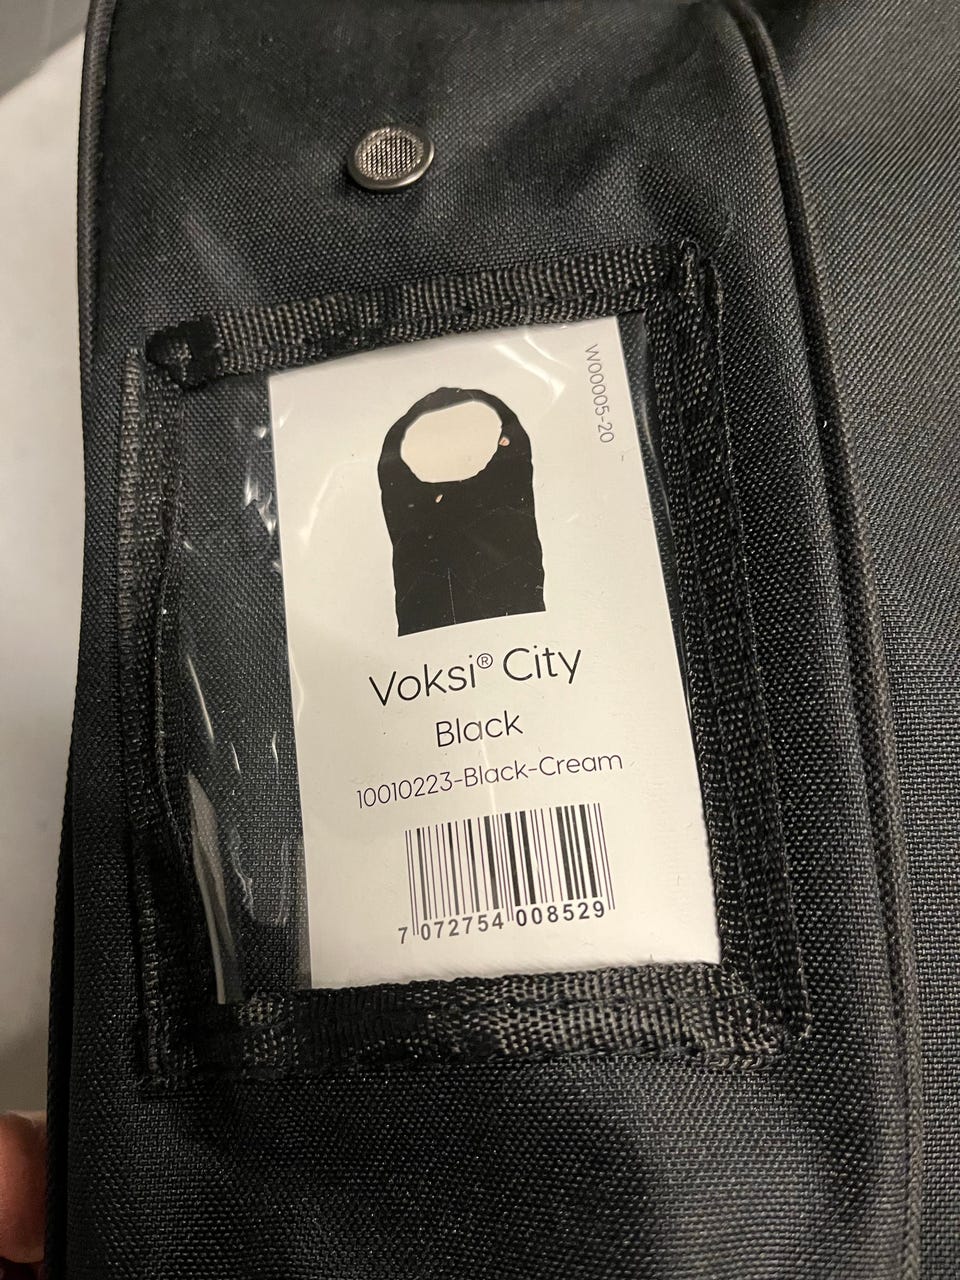 W00005-20
Voksi® City
Black
10010223-Black-Cream
7 072754 008529